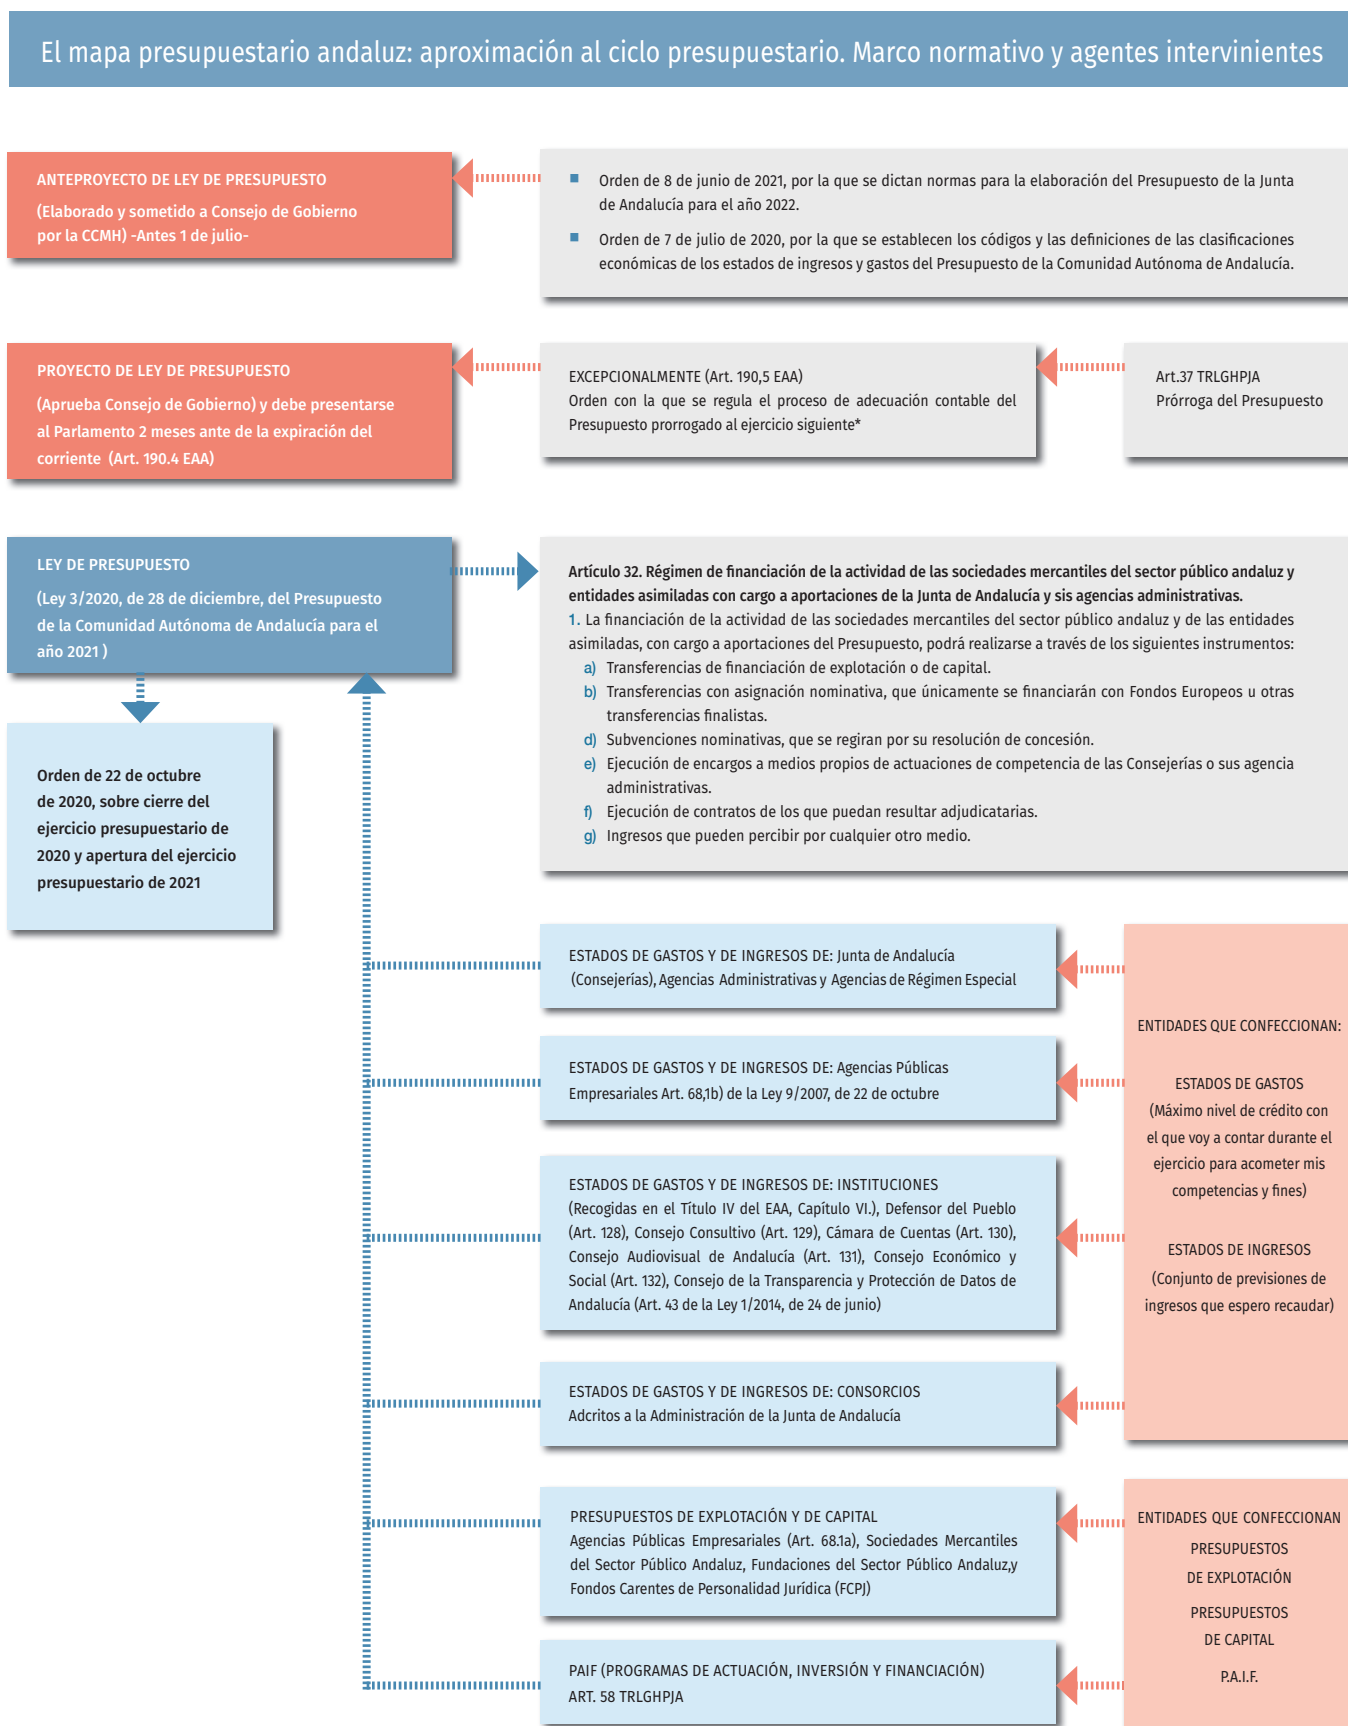 El mapa presupuestario andaluz: aproximación al ciclo presupuestario. Marco normativo y agentes intervinientes
ANTEPROYECTO DE LEY DE PRESUPUESTO
(Elaborado y sometido a Consejo de Gobierno
por la CCMH) -Antes 1 de julio-
■ Orden de 8 de junio de 2021, por la que se dictan normas para la elaboración del Presupuesto de la Junta
de Andalucía para el año 2022.
■ Orden de 7 de julio de 2020, por la que se establecen los códigos y las definiciones de las clasificaciones
económicas de los estados de ingresos y gastos del Presupuesto de la Comunidad Autónoma de Andalucía.
PROYECTO DE LEY DE PRESUPUESTO
(Aprueba Consejo de Gobierno) y debe presentarse
al Parlamento 2 meses ante de la expiración del
corriente (Art. 190.4 EAA)
EXCEPCIONALMENTE (Art. 190,5 EAA)
Orden con la que se regula el proceso de adecuación contable del
Presupuesto prorrogado al ejercicio siguiente*
Art.37 TRLGHPJA
Prórroga del Presupuesto
LEY DE PRESUPUESTO
(Ley 3/2020, de 28 de diciembre, del Presupuesto
de la Comunidad Autónoma de Andalucía para el
año 2021 )
Artículo 32. Régimen de financiación de la actividad de las sociedades mercantiles del sector público andaluz y
entidades asimiladas con cargo a aportaciones de la Junta de Andalucía y sis agencias administrativas.
1. La financiación de la actividad de las sociedades mercantiles del sector público andaluz y de las entidades
asimiladas, con cargo a aportaciones del Presupuesto, podrá realizarse a través de los siguientes instrumentos:
a) Transferencias de financiación de explotación o de capital.
b) Transferencias con asignación nominativa, que únicamente se financiarán con Fondos Europeos u otras
transferencias finalistas.
d) Subvenciones nominativas, que se regiran por su resolución de concesión.
e) Ejecución de encargos a medios propios de actuaciones de competencia de las Consejerías o sus agencia
administrativas.
f) Ejecución de contratos de los que puedan resultar adjudicatarias.
g) Ingresos que pueden percibir por cualquier otro medio.
Orden de 22 de octubre
de 2020, sobre cierre del
ejercicio presupuestario de
2020 y apertura del ejercicio
presupuestario de 2021
ESTADOS DE GASTOS Y DE INGRESOS DE: Junta de Andalucía
(Consejerías), Agencias Administrativas y Agencias de Régimen Especial
ESTADOS DE GASTOS Y DE INGRESOS DE: Agencias Públicas
Empresariales Art. 68,1b) de la Ley 9/2007, de 22 de octubre
ESTADOS DE GASTOS Y DE INGRESOS DE: INSTITUCIONES
(Recogidas en el Título IV del EAA, Capítulo VI.), Defensor del Pueblo
(Art. 128), Consejo Consultivo (Art. 129), Cámara de Cuentas (Art. 130),
Consejo Audiovisual de Andalucía (Art. 131), Consejo Económico y
Social (Art. 132), Consejo de la Transparencia y Protección de Datos de
Andalucía (Art. 43 de la Ley 1/2014, de 24 de junio)
ESTADOS DE GASTOS Y DE INGRESOS DE: CONSORCIOS
Adcritos a la Administración de la Junta de Andalucía
ENTIDADES QUE CONFECCIONAN:
ESTADOS DE GASTOS
(Máximo nivel de crédito con
el que voy a contar durante el
ejercicio para acometer mis
competencias y fines)
ESTADOS DE INGRESOS
(Conjunto de previsiones de
ingresos que espero recaudar)
PRESUPUESTOS DE EXPLOTACIÓN Y DE CAPITAL
Agencias Públicas Empresariales (Art. 68.1a), Sociedades Mercantiles
del Sector Público Andaluz, Fundaciones del Sector Público Andaluz,y
Fondos Carentes de Personalidad Jurídica (FCPJ)
PAIF (PROGRAMAS DE ACTUACIÓN, INVERSIÓN Y FINANCIACIÓN)
ART. 58 TRLGHPJA
ENTIDADES QUE CONFECCIONAN
PRESUPUESTOS
DE EXPLOTACIÓN
PRESUPUESTOS
DE CAPITAL
P.A.I.F.